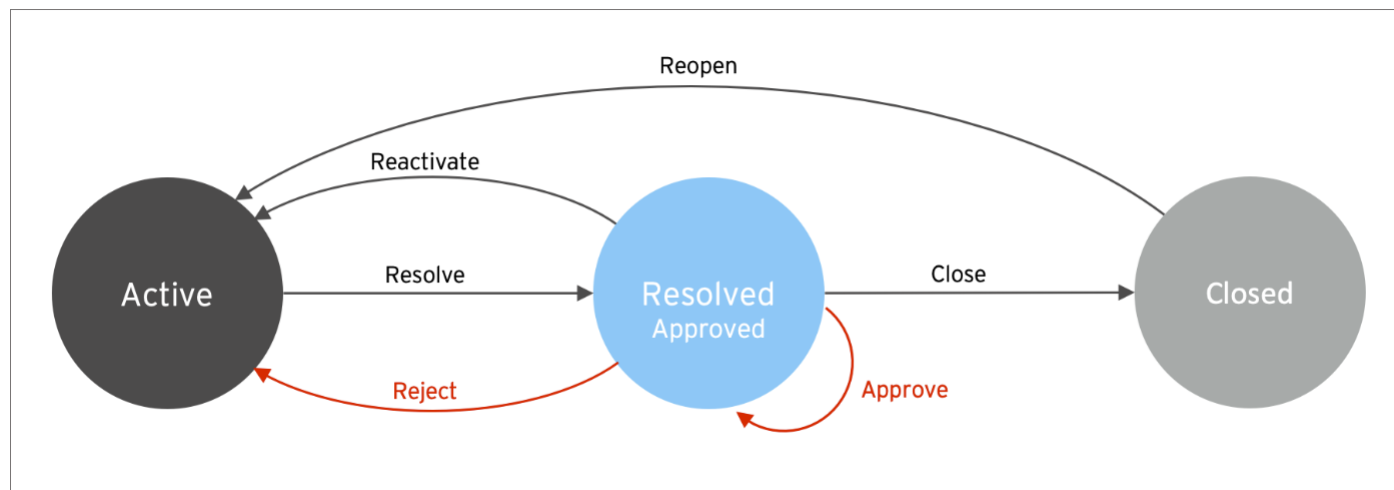 Reopen
Reactivate
Resolve
Close
Active
Resolved
Approved
Closed
Reject
Approve